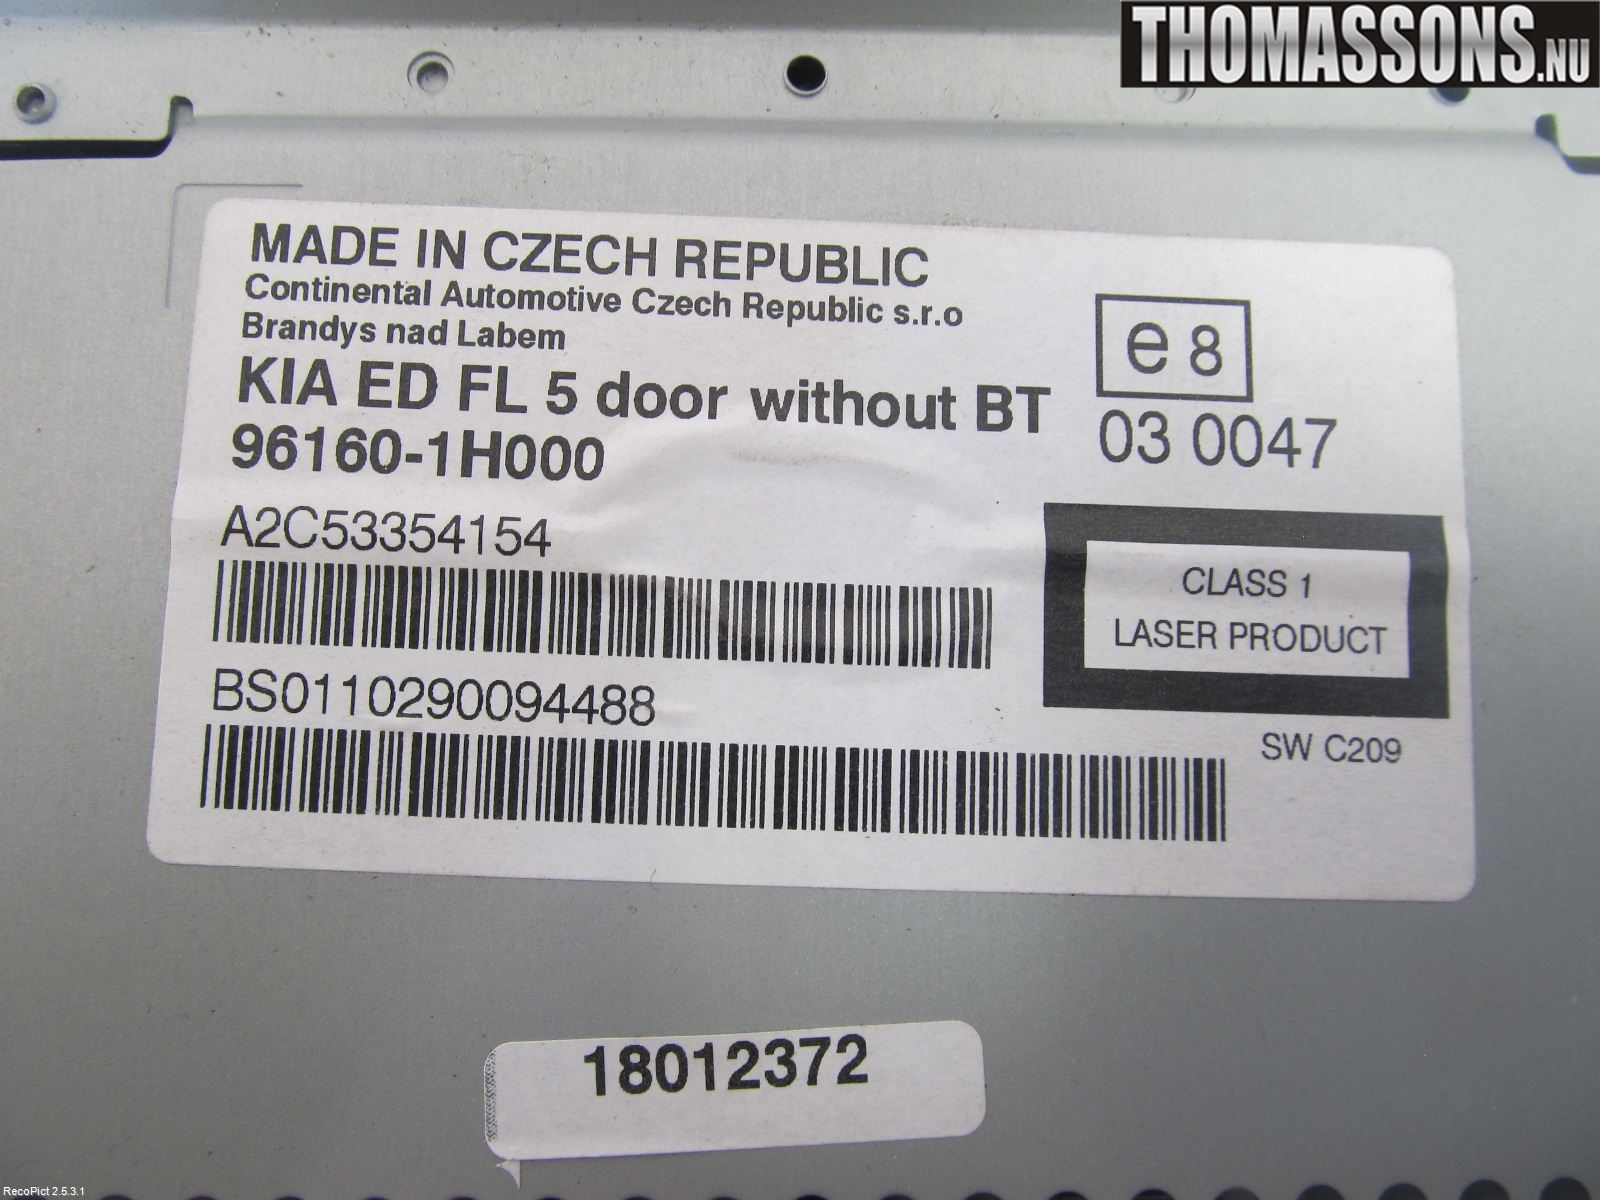 THOMASSONS.NU
MADE IN CZECH REPUBLIC
Continental Automotive Czech Republic s.r.o
Brandys nad Labem
KIA ED FL 5 door without BT
96160-1H000
e 8
03 0047
A2C53354154
CLASS 1
LASER PRODUCT
BS0110290094488
SW C209
18012372
RecoPict 2.5.3.1